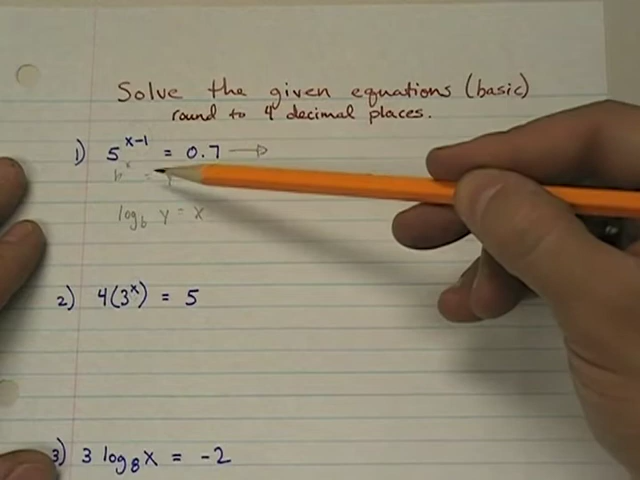 Solve the given equations (basic)
round to 4 decimal places.
1) 5^(x-1) = 0.7 →
b^x = y
log_b y = x
2) 4(3^x) = 5
3) 3 log_8 x = -2